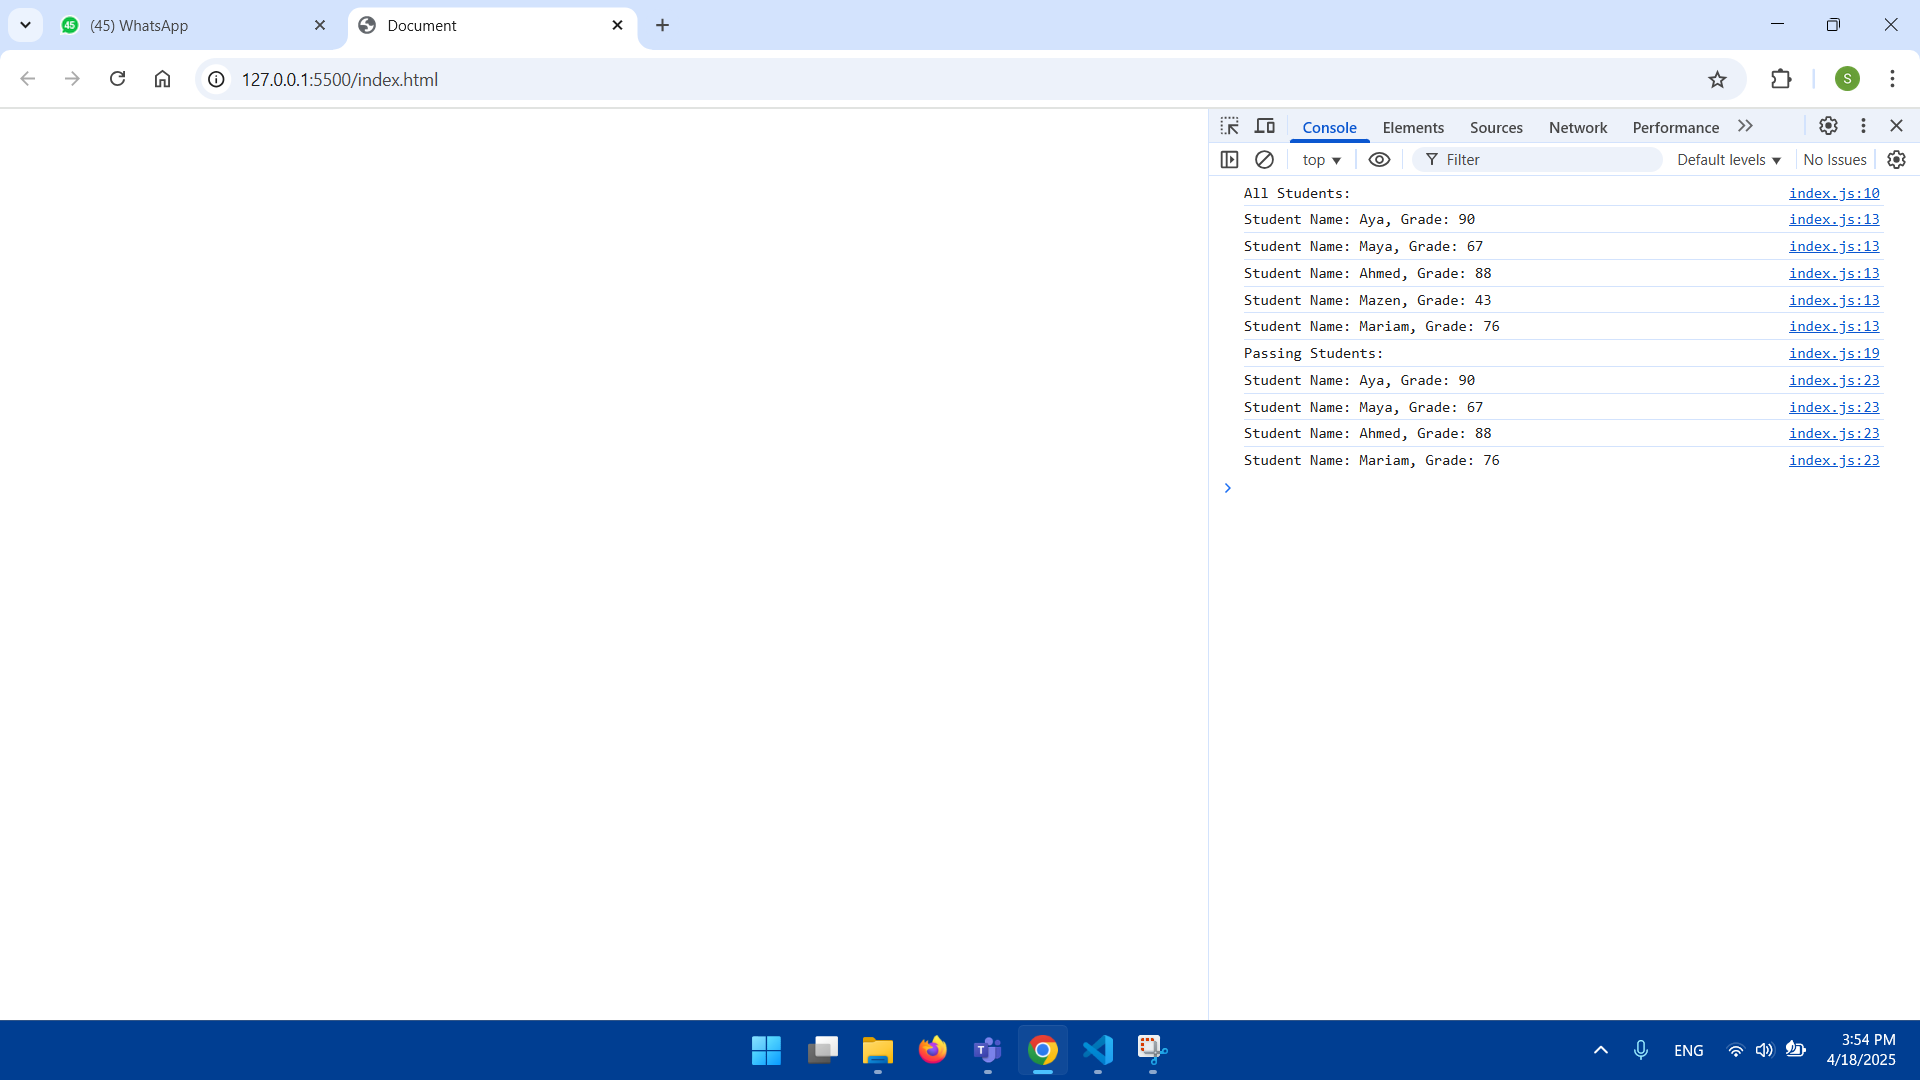 45
(45) WhatsApp
Document
127.0.0.1:5500/index.html
S
Console Elements Sources Network Performance
top Filter Default levels No Issues
All Students: index.js:10
Student Name: Aya, Grade: 90 index.js:13
Student Name: Maya, Grade: 67 index.js:13
Student Name: Ahmed, Grade: 88 index.js:13
Student Name: Mazen, Grade: 43 index.js:13
Student Name: Mariam, Grade: 76 index.js:13
Passing Students: index.js:19
Student Name: Aya, Grade: 90 index.js:23
Student Name: Maya, Grade: 67 index.js:23
Student Name: Ahmed, Grade: 88 index.js:23
Student Name: Mariam, Grade: 76 index.js:23
T
ENG
3:54 PM
4/18/2025